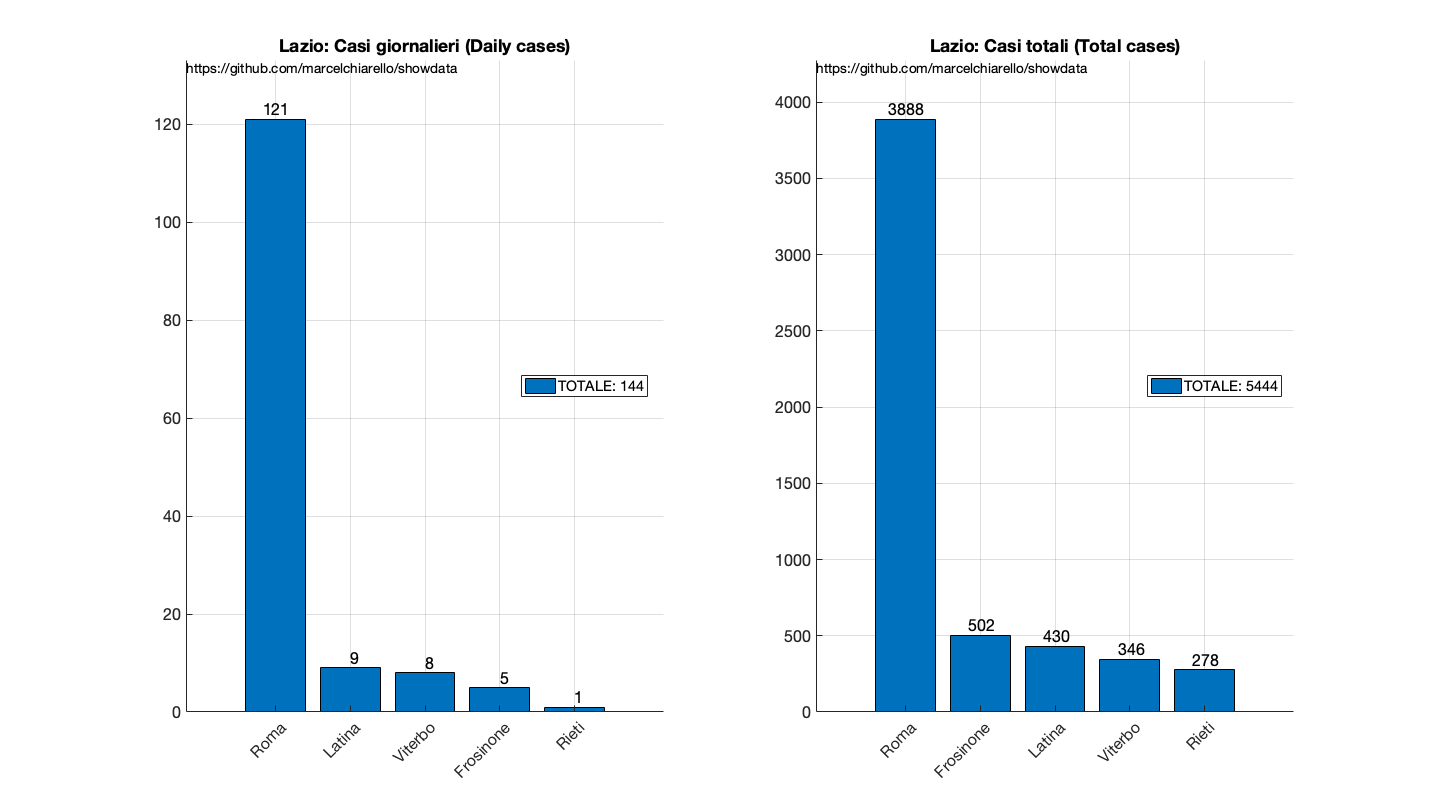 Lazio: Casi giornalieri (Daily cases)
https://github.com/marcelchiarello/showdata
121
9
8
5
1
120
100
80
60
40
20
0
TOTALE: 144
Roma
Latina
Viterbo
Frosinone
Rieti
Lazio: Casi totali (Total cases)
https://github.com/marcelchiarello/showdata
3888
502
430
346
278
4000
3500
3000
2500
2000
1500
1000
500
0
TOTALE: 5444
Roma
Frosinone
Latina
Viterbo
Rieti